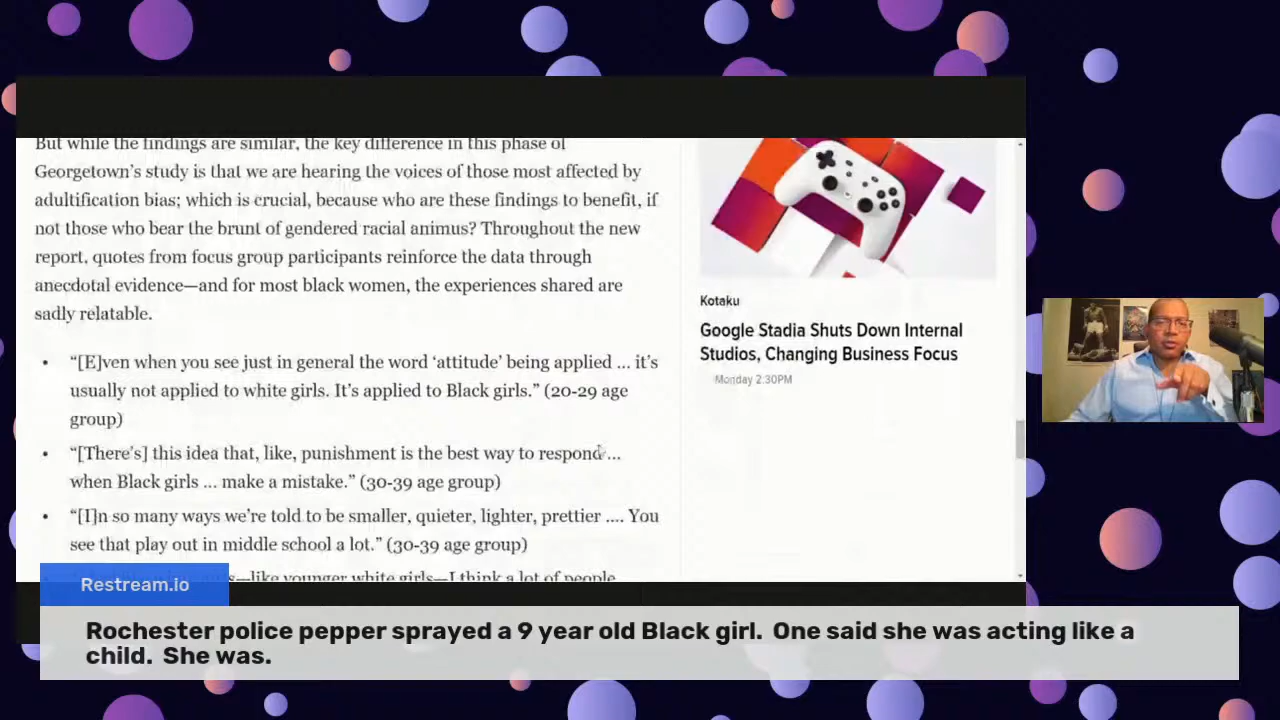 But while the findings are similar, the key difference in this phase of
Georgetown's study is that we are hearing the voices of those most affected by
adultification bias; which is crucial, because who are these findings to benefit, if
not those who bear the brunt of gendered racial animus? Throughout the new
report, quotes from focus group participants reinforce the data through
anecdotal evidence—and for most black women, the experiences shared are
sadly relatable.
• “[E]ven when you see just in general the word ‘attitude’ being applied … it’s
usually not applied to white girls. It’s applied to Black girls.” (20-29 age
group)
• “[There’s] this idea that, like, punishment is the best way to respond …
when Black girls … make a mistake.” (30-39 age group)
• “[I]n so many ways we’re told to be smaller, quieter, lighter, prettier …. You
see that play out in middle school a lot.” (30-39 age group)
—like younger white girls—I think a lot of people
Kotaku
Google Stadia Shuts Down Internal
Studios, Changing Business Focus
Monday 2:30PM
Restream.io
Rochester police pepper sprayed a 9 year old Black girl. One said she was acting like a
child. She was.